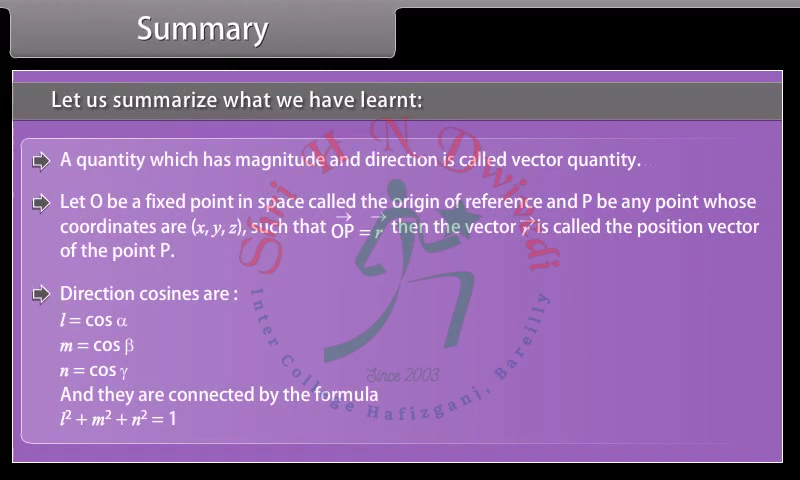 Summary
Let us summarize what we have learnt:
A quantity which has magnitude and direction is called vector quantity.
Let O be a fixed point in space called the origin of reference and P be any point whose
coordinates are (x, y, z), such that $\overrightarrow{OP} = \vec{r}$ then the vector $\vec{r}$ is called the position vector
of the point P.
Direction cosines are :
l = cos α
m = cos β
n = cos γ
And they are connected by the formula
l² + m² + n² = 1
Shri H N Dwivedi
Since 2003
Inter College Hafizganj, Bareilly